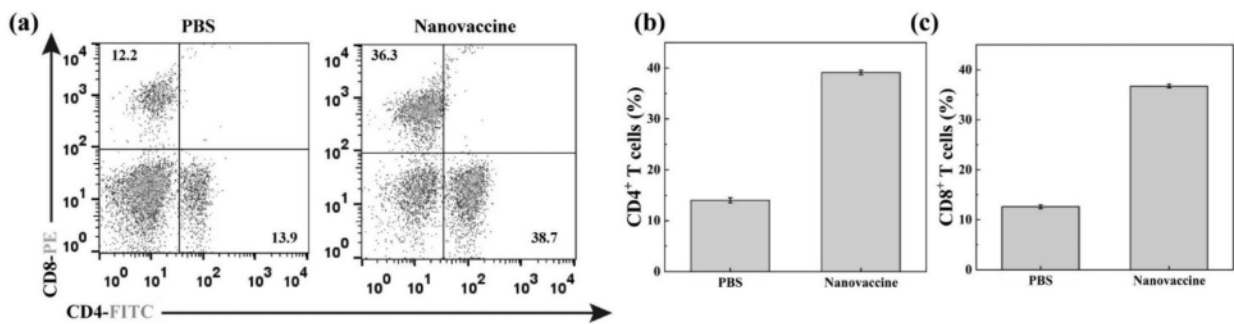 (a)
PBS
Nanovaccine
12.2
36.3
10⁴
10³
10²
10¹
10⁰
10⁴
10³
10²
10¹
10⁰
13.9
38.7
10⁰ 10¹ 10² 10³ 10⁴
10⁰ 10¹ 10² 10³ 10⁴
CD8-PE
CD4-FITC
(b)
CD4⁺ T cells (%)
40
30
20
10
0
PBS Nanovaccine
(c)
CD8⁺ T cells (%)
40
30
20
10
0
PBS Nanovaccine